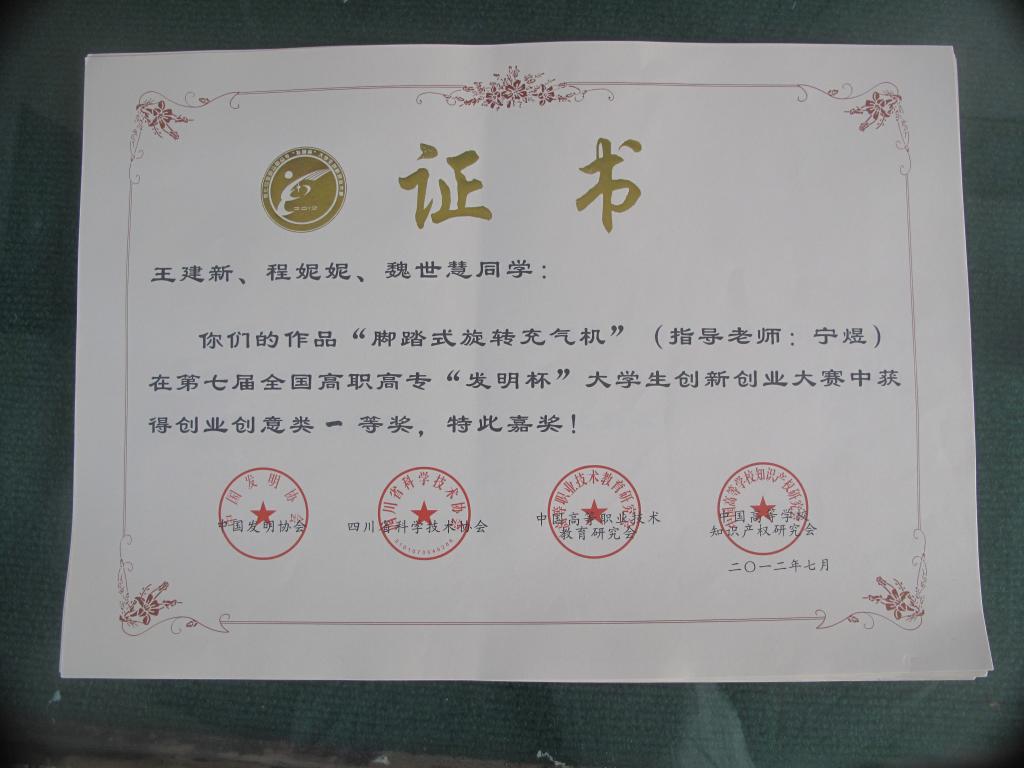 证书
2012
王建新、程妮妮、魏世慧同学：
你们的作品“脚踏式旋转充气机”（指导老师：宁煜）
在第七届全国高职高专“发明杯”大学生创新创业大赛中获
得创业创意类一等奖，特此嘉奖！
中国发明协会
四川省科学技术协会
中国高等职业技术
教育研究会
中国高等学校
知识产权研究会
二〇一二年七月